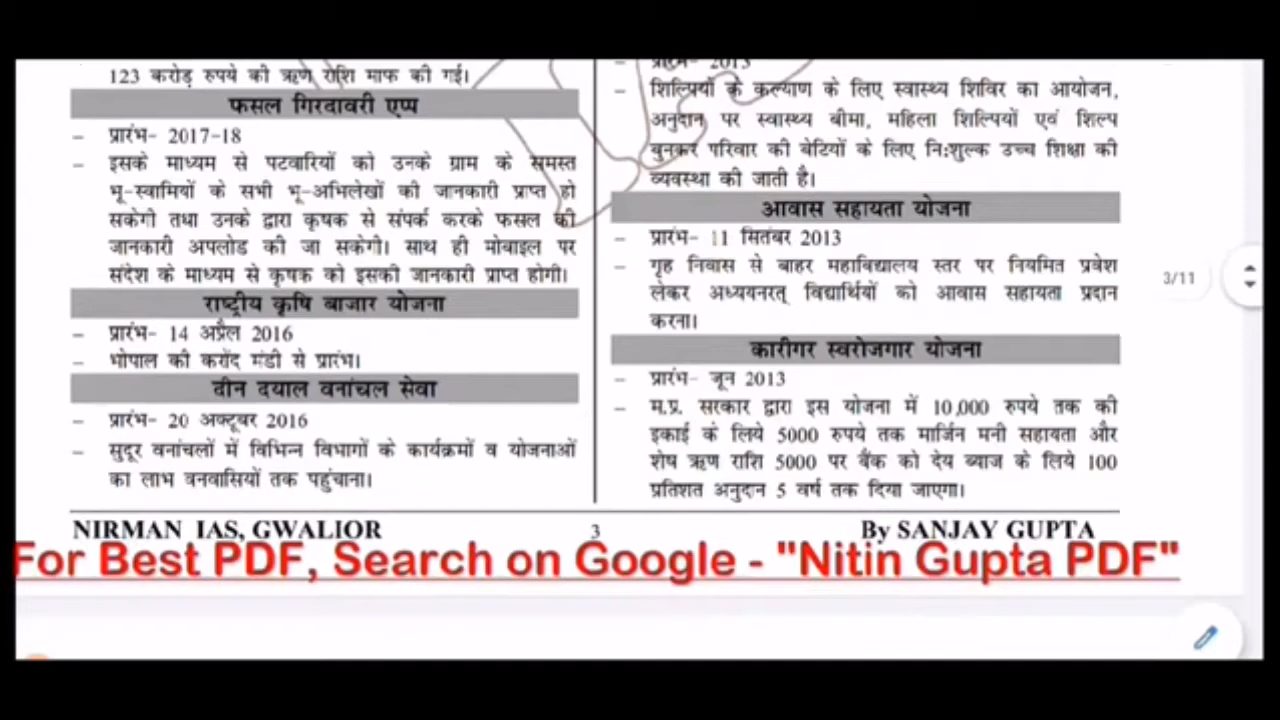 123 करोड़ रुपये की ऋण राशि माफ की गई।
फसल गिरदावरी एप्प
– प्रारंभ- 2017-18
– इसके माध्यम से पटवारियों को उनके ग्राम के समस्त
भू-स्वामियों के सभी भू-अभिलेखों की जानकारी प्राप्त हो
सकेगी तथा उनके द्वारा कृषक से संपर्क करके फसल की
जानकारी अपलोड की जा सकेगी। साथ ही मोबाइल पर
संदेश के माध्यम से कृषक को इसकी जानकारी प्राप्त होगी।
राष्ट्रीय कृषि बाजार योजना
– प्रारंभ- 14 अप्रैल 2016
– भोपाल की करोंद मंडी से प्रारंभ।
दीन दयाल वनांचल सेवा
– प्रारंभ- 20 अक्टूबर 2016
– सुदूर वनांचलों में विभिन्न विभागों के कार्यक्रमों व योजनाओं
का लाभ वनवासियों तक पहुंचाना।
– प्रारंभ- 2013
– शिल्पियों के कल्याण के लिए स्वास्थ्य शिविर का आयोजन,
अनुदान पर स्वास्थ्य बीमा, महिला शिल्पियों एवं शिल्प
बुनकर परिवार की बेटियों के लिए नि:शुल्क उच्च शिक्षा की
व्यवस्था की जाती है।
आवास सहायता योजना
– प्रारंभ- 11 सितंबर 2013
– गृह निवास से बाहर महाविद्यालय स्तर पर नियमित प्रवेश
लेकर अध्ययनरत् विद्यार्थियों को आवास सहायता प्रदान
करना।
कारीगर स्वरोजगार योजना
– प्रारंभ- जून 2013
– म.प्र. सरकार द्वारा इस योजना में 10,000 रुपये तक की
इकाई के लिये 5000 रुपये तक मार्जिन मनी सहायता और
शेष ऋण राशि 5000 पर बैंक को देय ब्याज के लिये 100
प्रतिशत अनुदान 5 वर्ष तक दिया जाएगा।
3/11
NIRMAN IAS, GWALIOR 3 By SANJAY GUPTA
For Best PDF, Search on Google - "Nitin Gupta PDF"